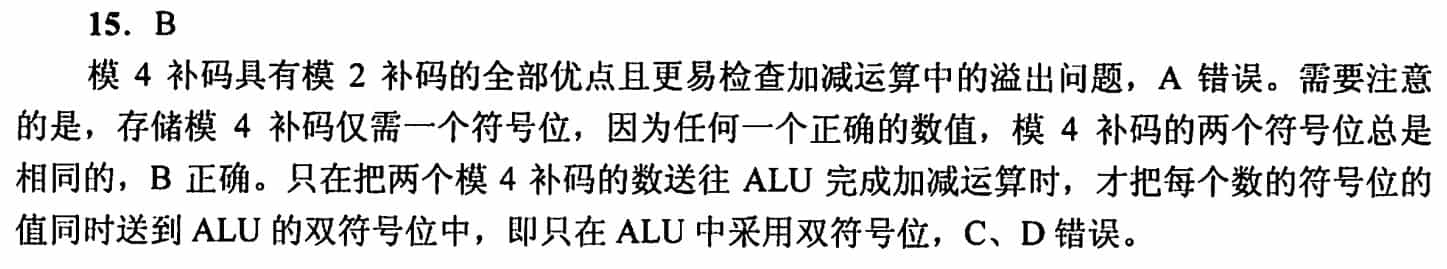 15. B
模 4 补码具有模 2 补码的全部优点且更易检查加减运算中的溢出问题，A 错误。需要注意
的是，存储模 4 补码仅需一个符号位，因为任何一个正确的数值，模 4 补码的两个符号位总是
相同的，B 正确。只在把两个模 4 补码的数送往 ALU 完成加减运算时，才把每个数的符号位的
值同时送到 ALU 的双符号位中，即只在 ALU 中采用双符号位，C、D 错误。